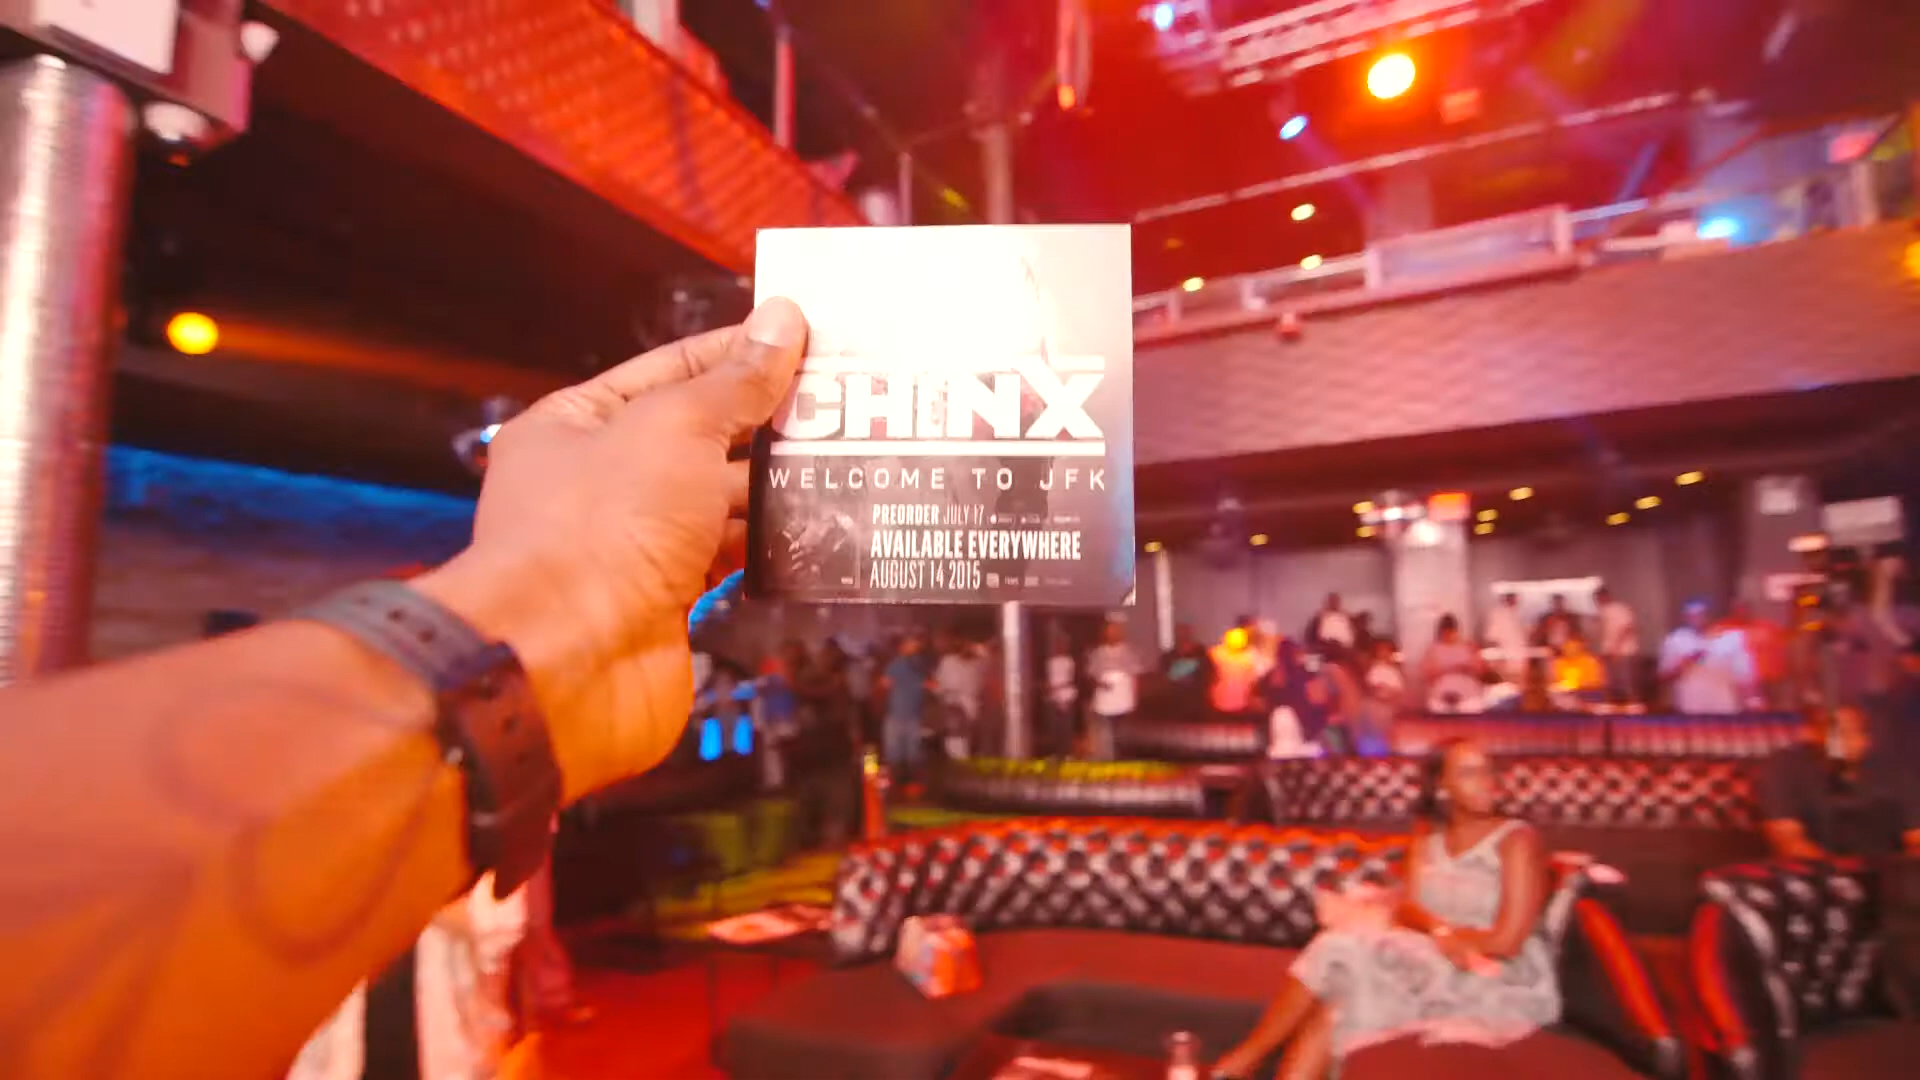 CHINX
WELCOME TO JFK
PREORDER JULY 17
AVAILABLE EVERYWHERE
AUGUST 14 2015